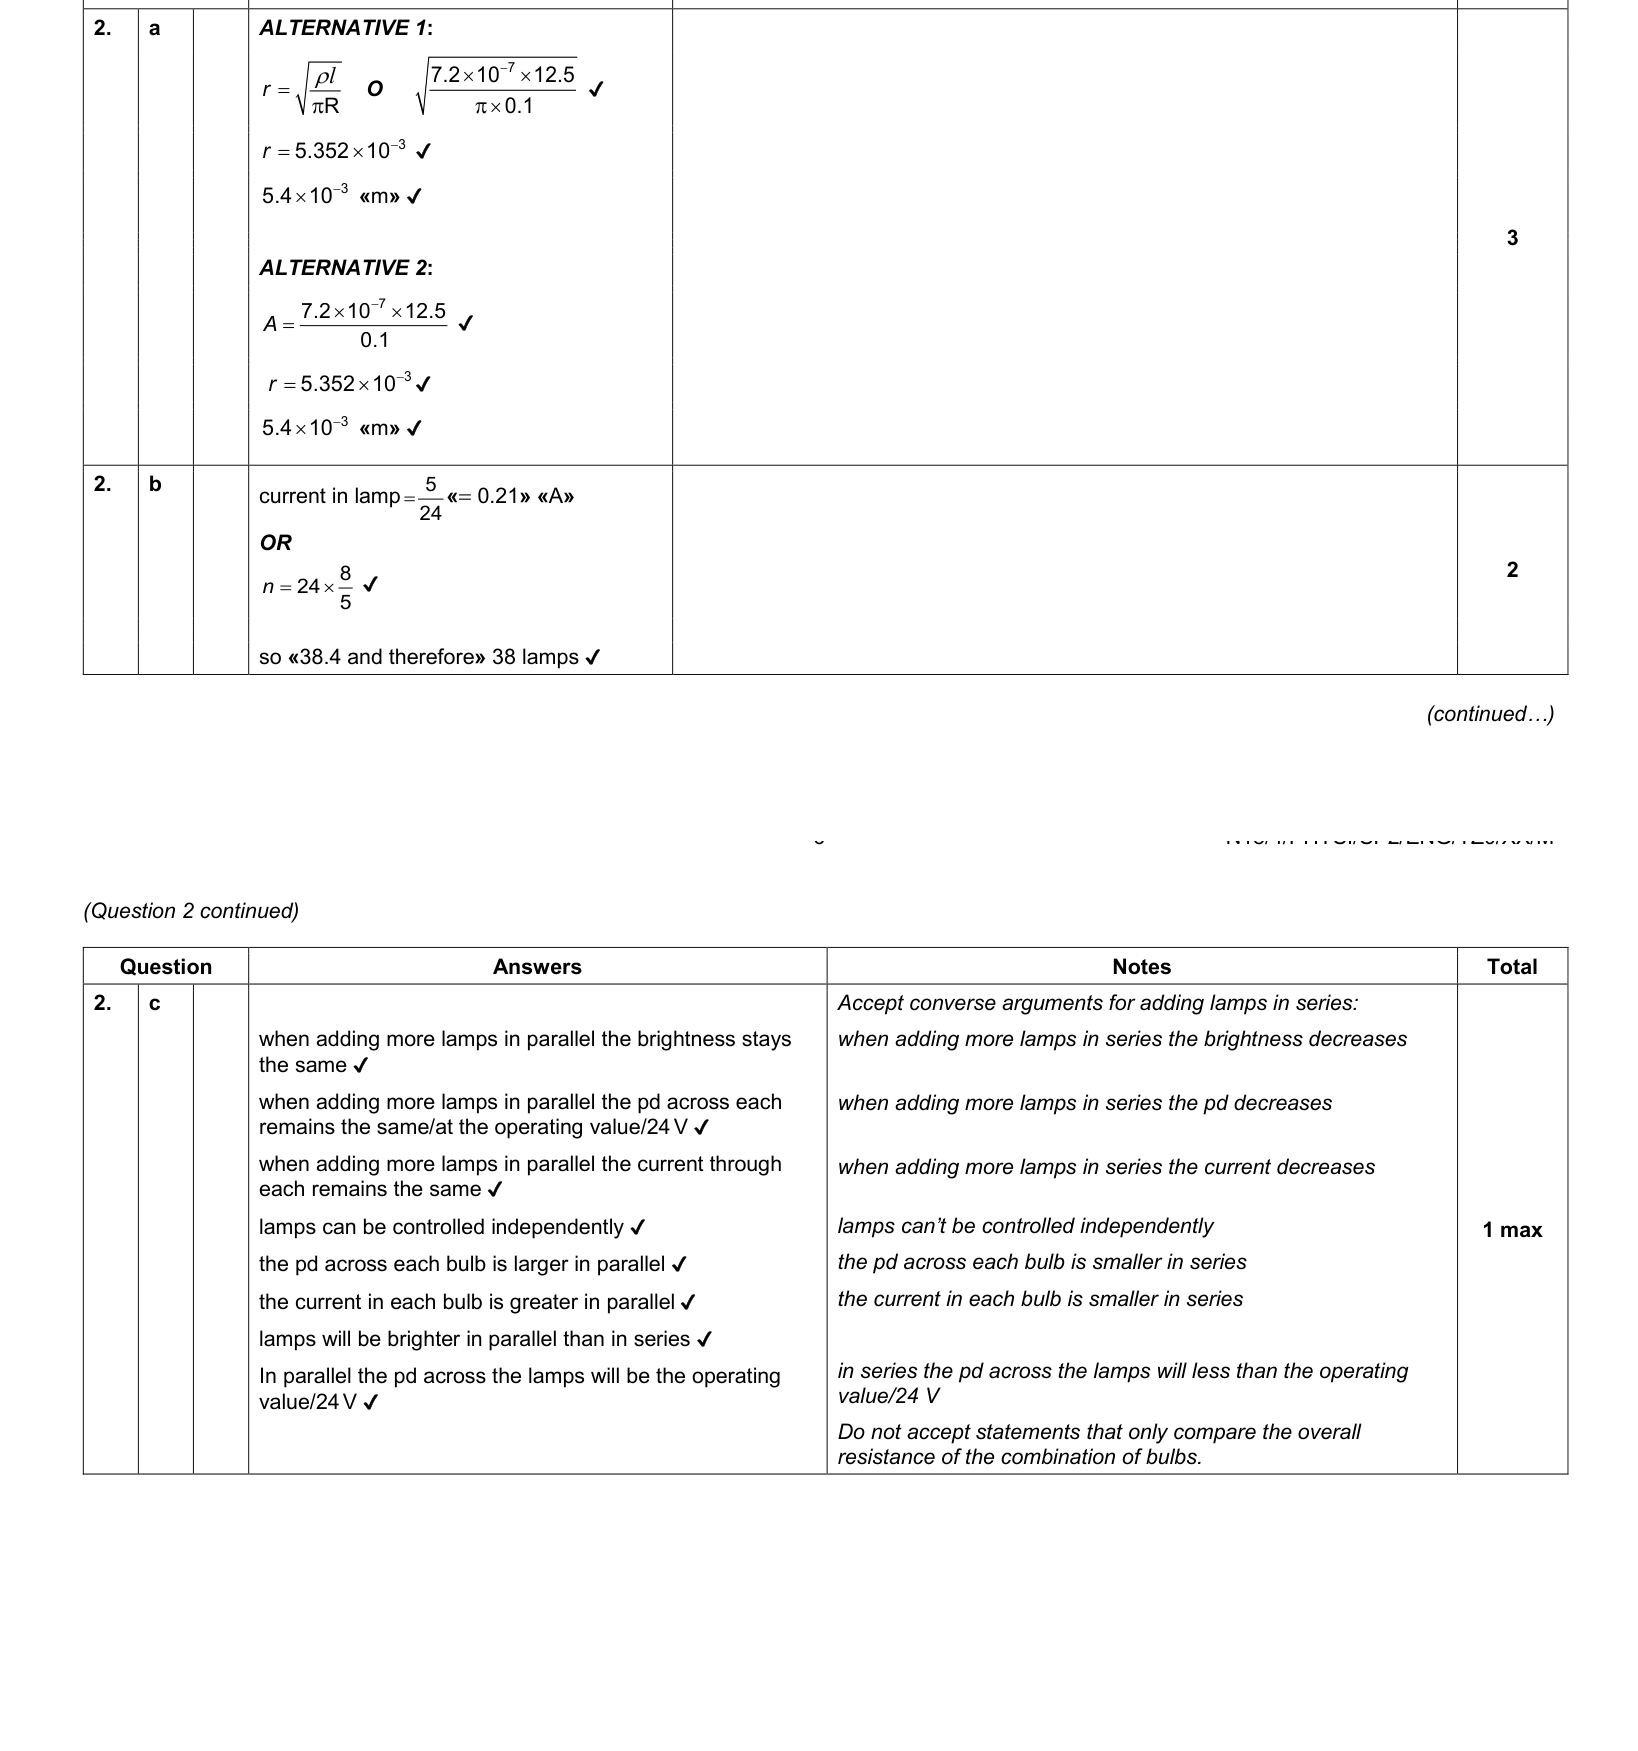 2. a ALTERNATIVE 1:
r = √(ρl / πR) O √(7.2×10⁻⁷ ×12.5 / π×0.1) ✓
r = 5.352×10⁻³ ✓
5.4×10⁻³ «m» ✓
3
ALTERNATIVE 2:
A = 7.2×10⁻⁷ ×12.5 / 0.1 ✓
r = 5.352×10⁻³ ✓
5.4×10⁻³ «m» ✓
2. b current in lamp = 5/24 «= 0.21» «A»
OR
n = 24 × 8/5 ✓
2
so «38.4 and therefore» 38 lamps ✓
(continued…)
(Question 2 continued)
Question Answers Notes Total
2. c Accept converse arguments for adding lamps in series:
when adding more lamps in parallel the brightness stays
the same ✓
when adding more lamps in series the brightness decreases
when adding more lamps in parallel the pd across each
remains the same/at the operating value/24 V ✓
when adding more lamps in series the pd decreases
when adding more lamps in parallel the current through
each remains the same ✓
when adding more lamps in series the current decreases
lamps can be controlled independently ✓
lamps can’t be controlled independently
1 max
the pd across each bulb is larger in parallel ✓
the pd across each bulb is smaller in series
the current in each bulb is greater in parallel ✓
the current in each bulb is smaller in series
lamps will be brighter in parallel than in series ✓
In parallel the pd across the lamps will be the operating
value/24 V ✓
in series the pd across the lamps will less than the operating
value/24 V
Do not accept statements that only compare the overall
resistance of the combination of bulbs.